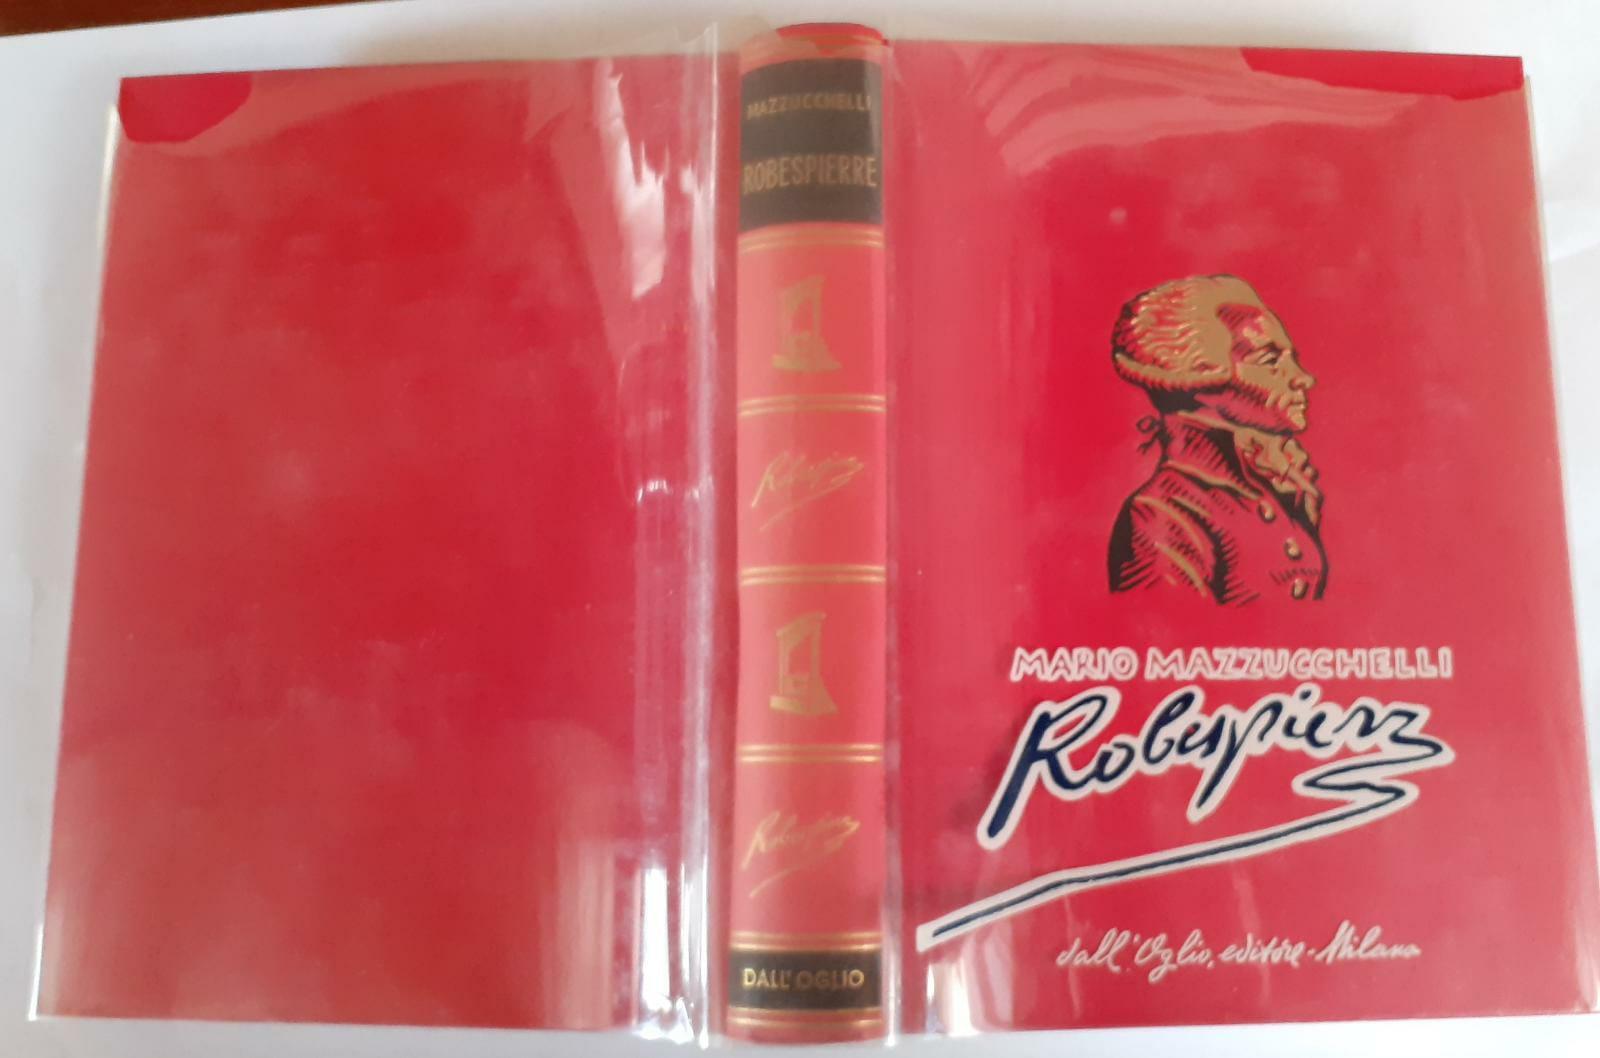 MAZZUCCHELLI
ROBESPIERRE
Robespierre
Robespierre
DALL'OGLIO
MARIO MAZZUCCHELLI
Robespierre
dall'Oglio, editore - Milano